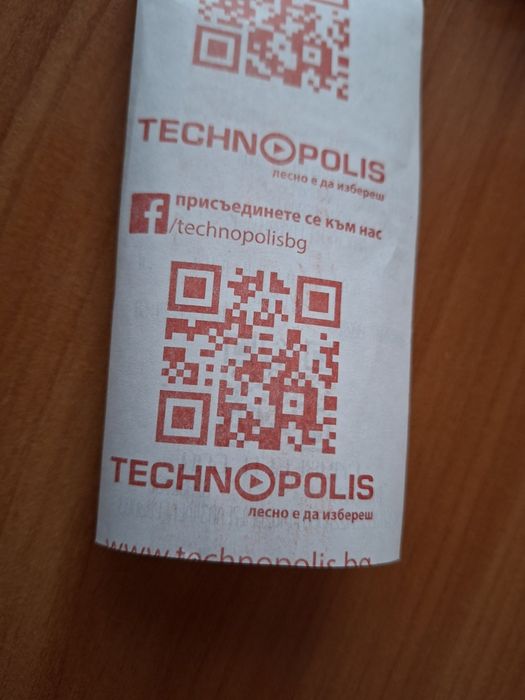 TECHNOPOLIS
лесно е да избереш
присъединете се към нас
/technopolisbg
TECHNOPOLIS
лесно е да избереш
www.technopolis.bg